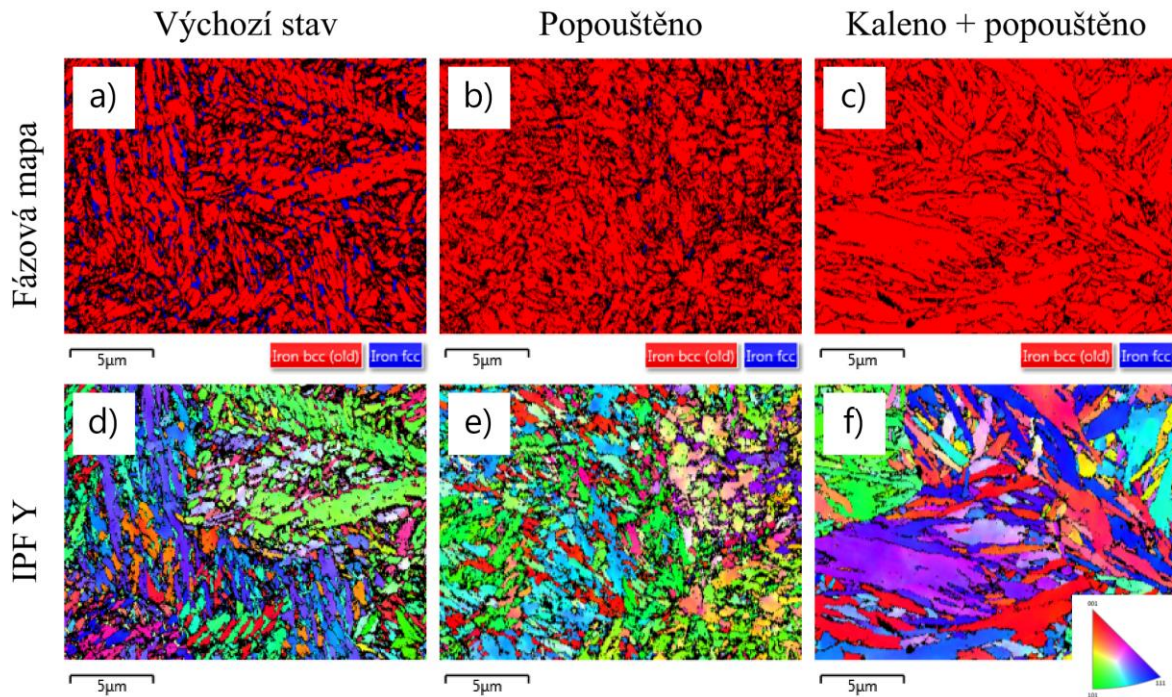 Výchozí stav
Popouštěno
Kaleno + popouštěno
Fázová mapa
a)
b)
c)
5µm
Iron bcc (old)
Iron fcc
5µm
Iron bcc (old)
Iron fcc
5µm
Iron bcc (old)
Iron fcc
IPF Y
d)
e)
f)
001
101
111
5µm
5µm
5µm